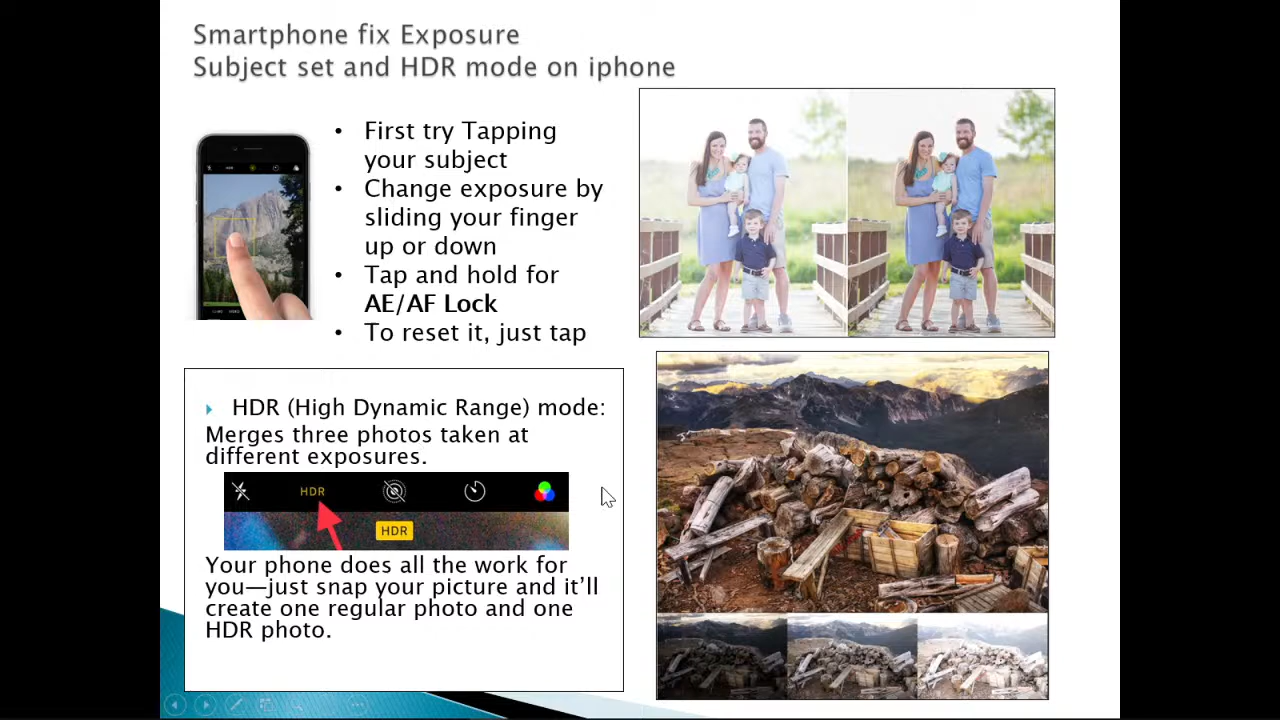 Smartphone fix Exposure
Subject set and HDR mode on iphone
• First try Tapping
your subject
• Change exposure by
sliding your finger
up or down
• Tap and hold for
AE/AF Lock
• To reset it, just tap
HDR (High Dynamic Range) mode:
Merges three photos taken at
different exposures.
HDR
HDR
Your phone does all the work for
you—just snap your picture and it’ll
create one regular photo and one
HDR photo.